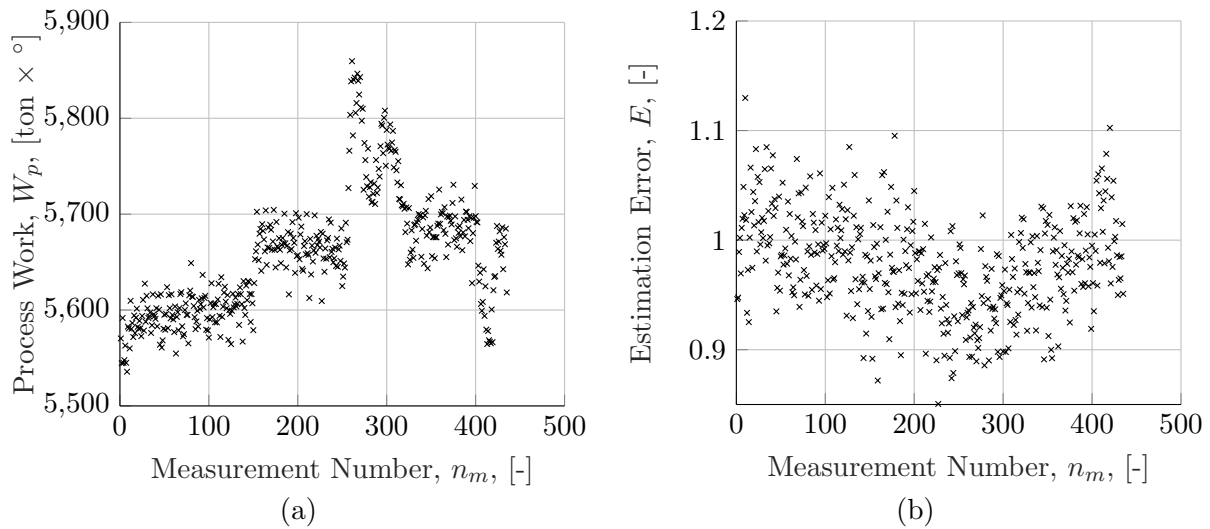 5,900
5,800
5,700
5,600
5,500
Process Work, W_p, [ton × °]
0 100 200 300 400 500
Measurement Number, n_m, [-]
(a)
1.2
1.1
1
0.9
Estimation Error, E, [-]
0 100 200 300 400 500
Measurement Number, n_m, [-]
(b)